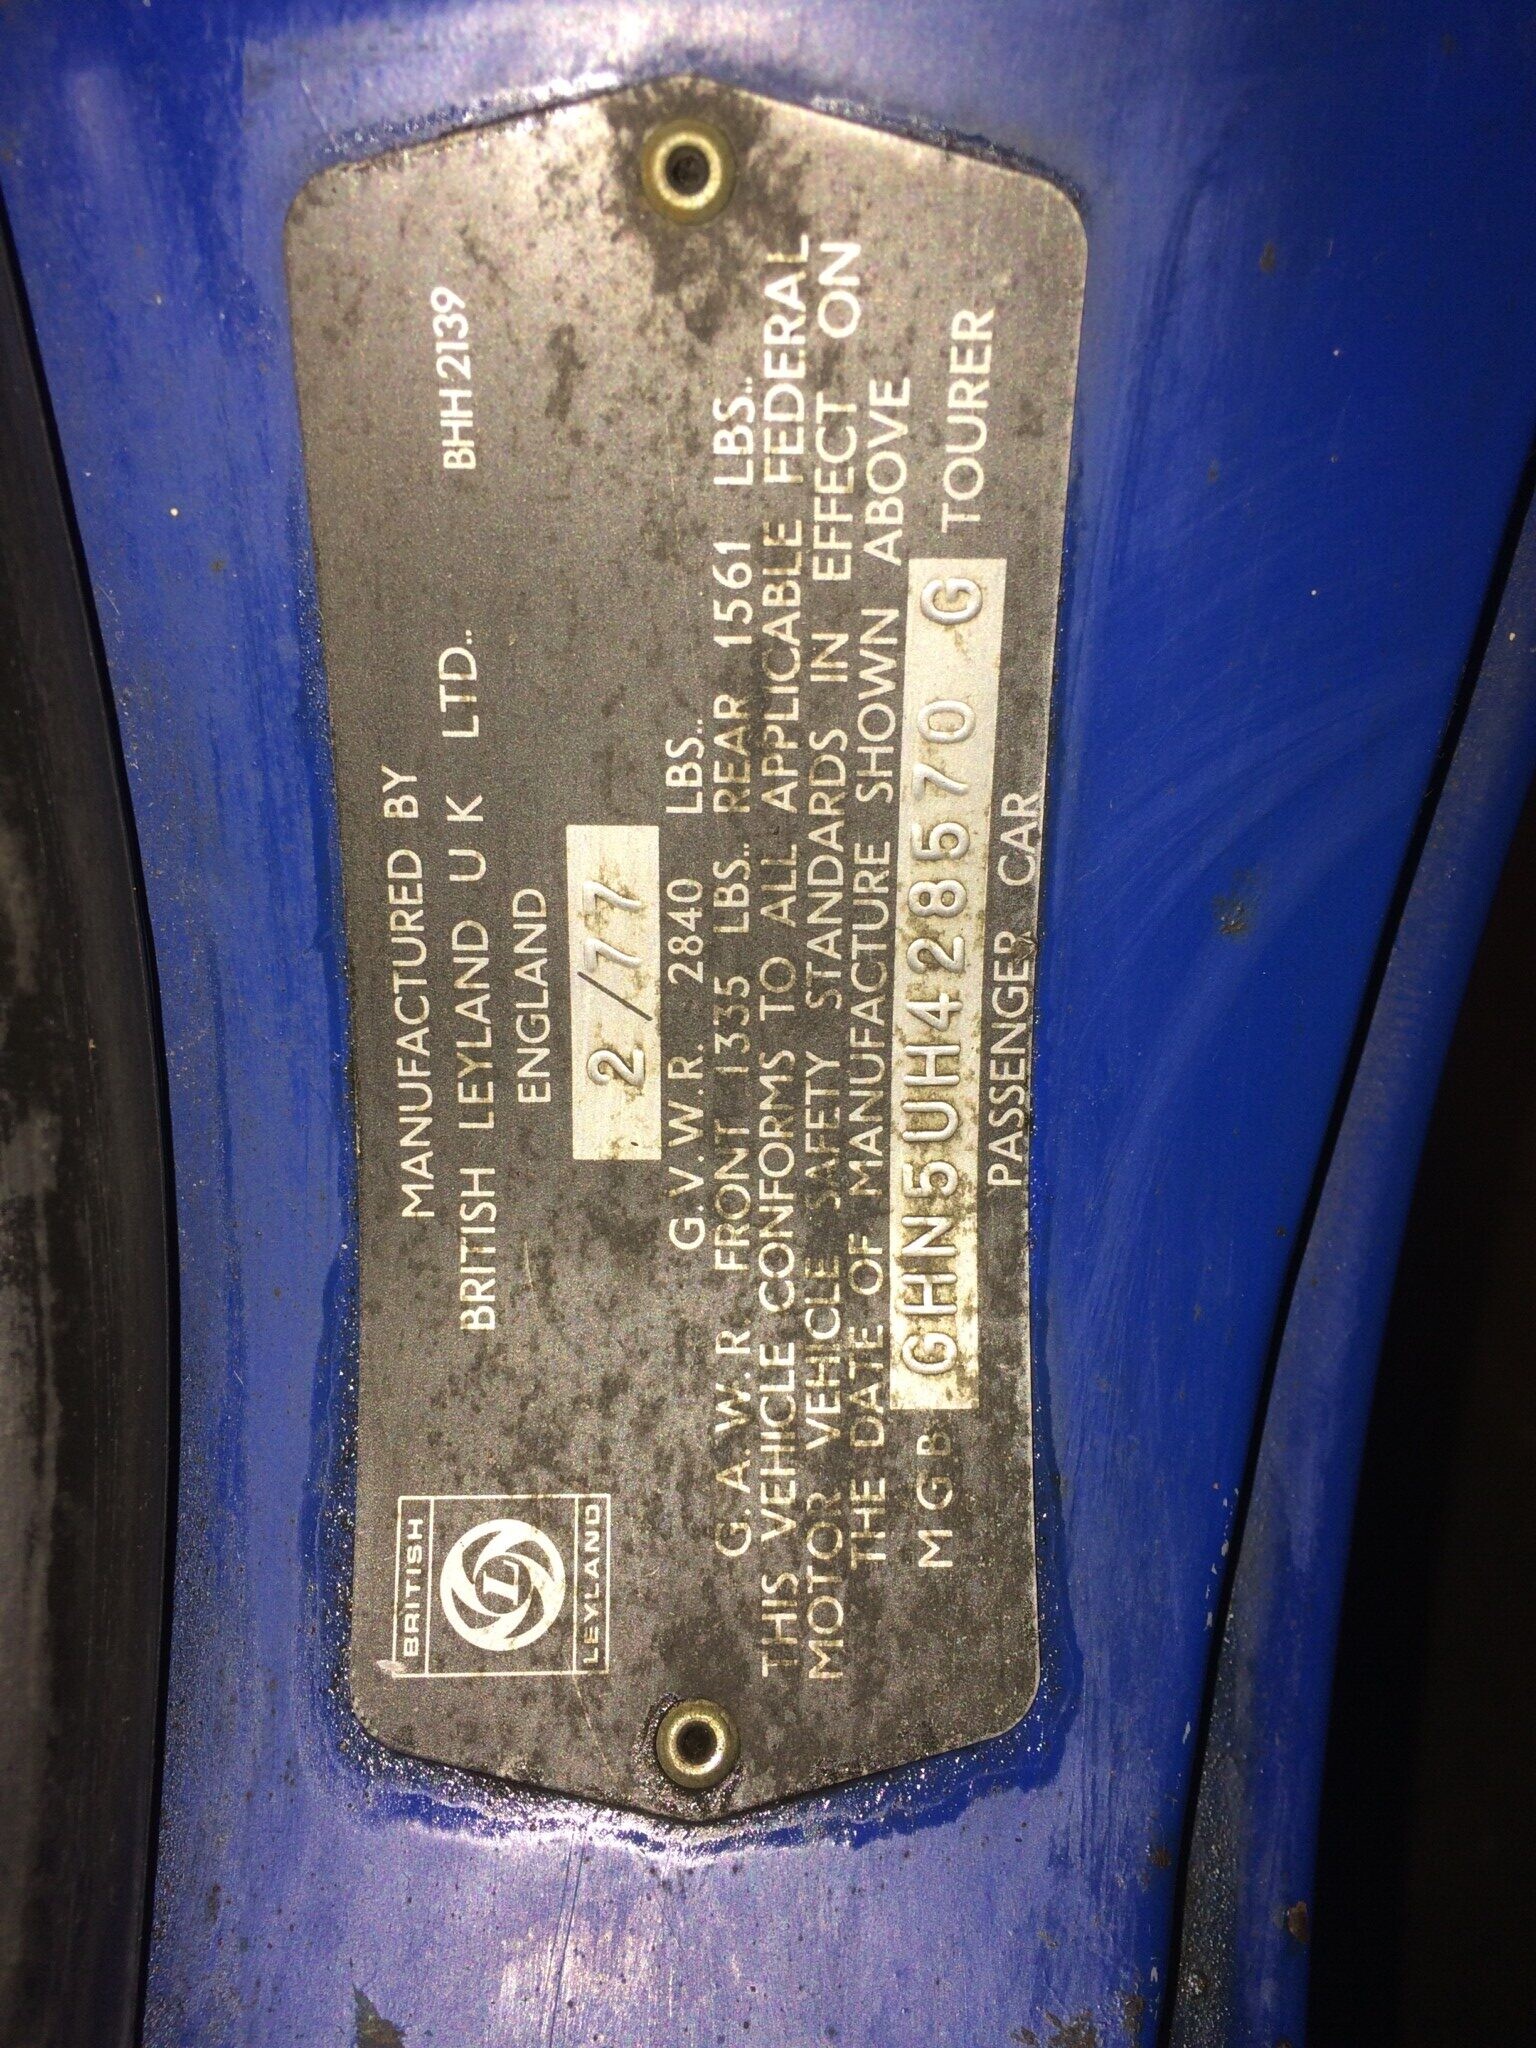 BRITISH
L
LEYLAND
MANUFACTURED BY
BRITISH LEYLAND U K LTD..
BHH 2139
ENGLAND
2/77
G.V.W.R. 2840 LBS..
G.A.W.R. FRONT 1335 LBS.. REAR 1561 LBS..
THIS VEHICLE CONFORMS TO ALL APPLICABLE FEDERAL
MOTOR VEHICLE SAFETY STANDARDS IN EFFECT ON
THE DATE OF MANUFACTURE SHOWN ABOVE
MGB GHN5UH428570 G TOURER
PASSENGER CAR